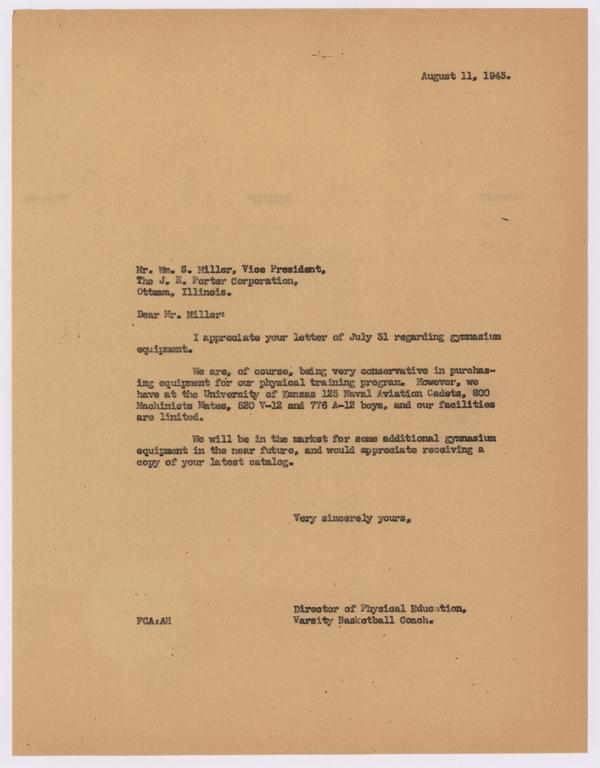 August 11, 1943.
Mr. Wm. S. Miller, Vice President,
The J. E. Porter Corporation,
Ottawa, Illinois.
Dear Mr. Miller:
I appreciate your letter of July 31 regarding gymnasium
equipment.
We are, of course, being very conservative in purchas-
ing equipment for our physical training program. However, we
have at the University of Kansas 125 Naval Aviation Cadets, 800
Machinists Mates, 520 V-12 and 776 A-12 boys, and our facilities
are limited.
We will be in the market for some additional gymnasium
equipment in the near future, and would appreciate receiving a
copy of your latest catalog.
Very sincerely yours,
Director of Physical Education,
FCA:AH Varsity Basketball Coach.